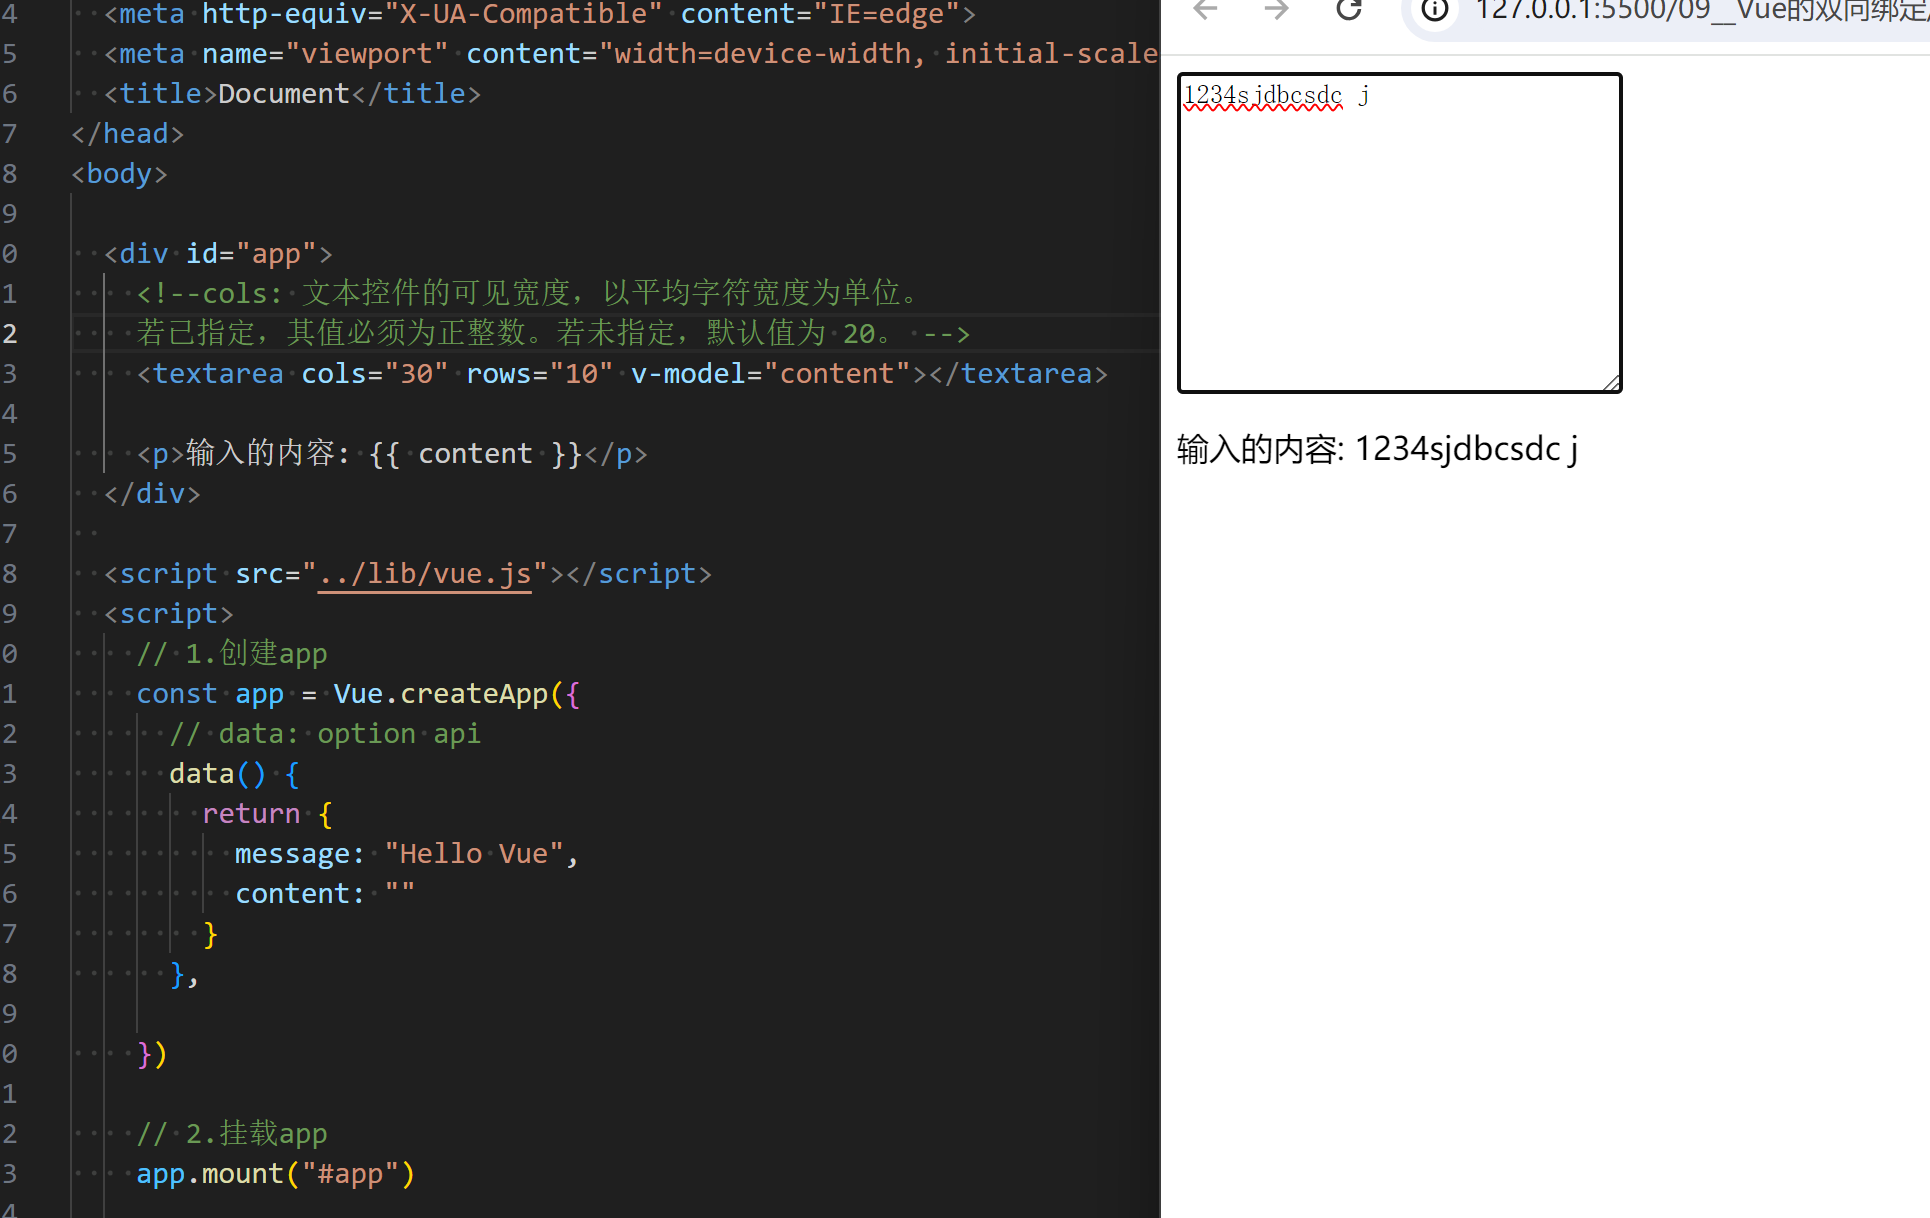 4 <meta http-equiv="X-UA-Compatible" content="IE=edge">
5 <meta name="viewport" content="width=device-width, initial-scale
6 <title>Document</title>
7 </head>
8 <body>
9
0 <div id="app">
1 <!--cols: 文本控件的可见宽度，以平均字符宽度为单位。
2 若已指定，其值必须为正整数。若未指定，默认值为 20。 -->
3 <textarea cols="30" rows="10" v-model="content"></textarea>
4
5 <p>输入的内容: {{ content }}</p>
6 </div>
7
8 <script src="../lib/vue.js"></script>
9 <script>
0 // 1.创建app
1 const app = Vue.createApp({
2 // data: option api
3 data() {
4 return {
5 message: "Hello Vue",
6 content: ""
7 }
8 },
9
0 })
1
2 // 2.挂载app
3 app.mount("#app")
4
127.0.0.1:5500/09__Vue的双向绑定/
1234sjdbcsdc j
输入的内容: 1234sjdbcsdc j